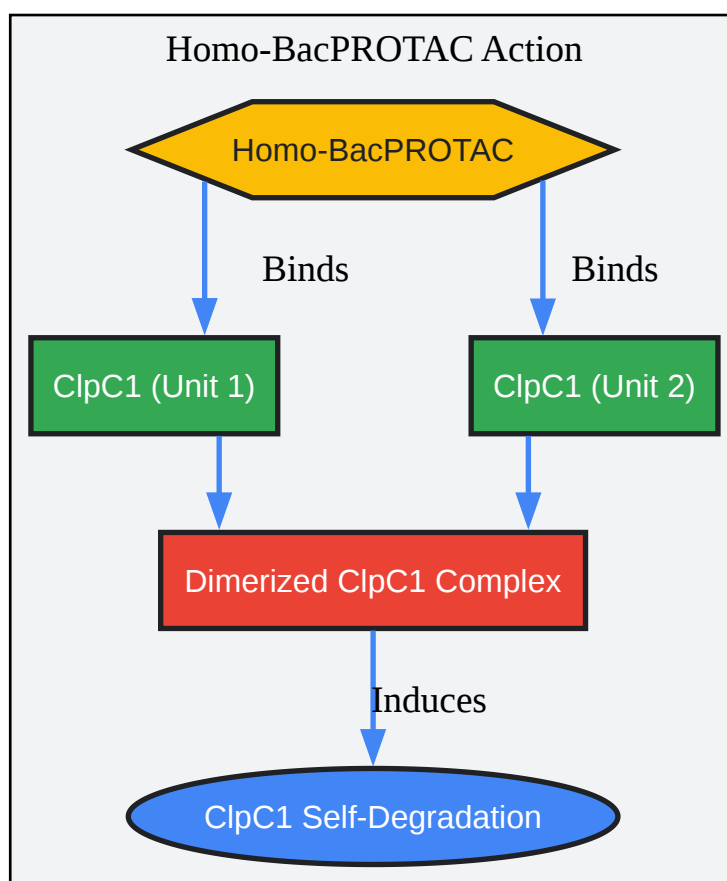 Homo-BacPROTAC Action
Homo-BacPROTAC
Binds
Binds
ClpC1 (Unit 1)
ClpC1 (Unit 2)
Dimerized ClpC1 Complex
Induces
ClpC1 Self-Degradation